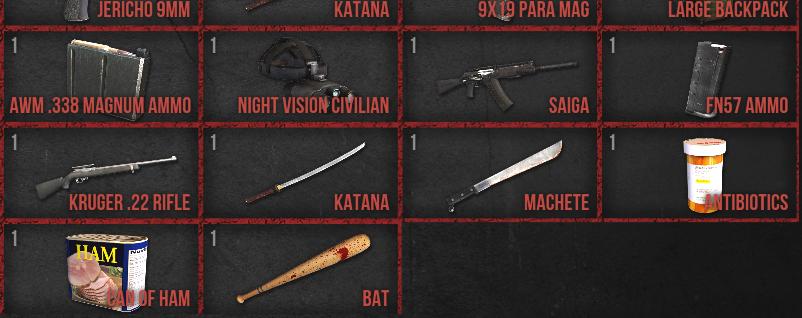 JERICHO 9MM
KATANA
9X19 PARA MAG
LARGE BACKPACK
1
AWM .338 MAGNUM AMMO
1
NIGHT VISION CIVILIAN
1
SAIGA
1
FN57 AMMO
1
KRUGER .22 RIFLE
1
KATANA
1
MACHETE
1
ANTIBIOTICS
1
HAM
CAN OF HAM
1
BAT